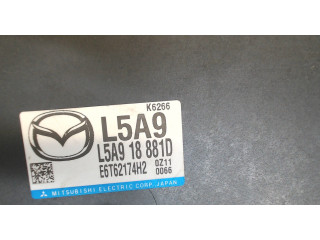 K6266
L5A9
L5A9 18 881D
E6T62174H2 0Z11
0066
MITSUBISHI ELECTRIC CORP. JAPAN